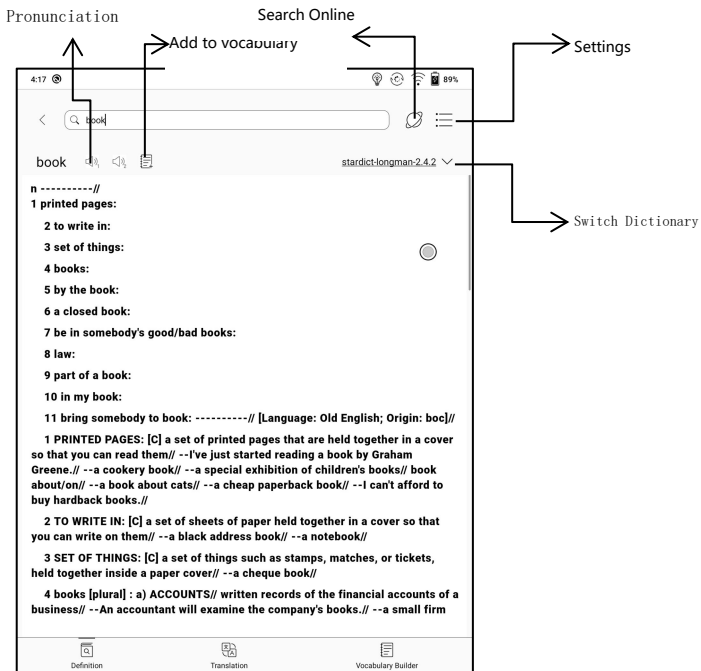 Pronunciation
Search Online
Add to vocabulary
Settings
4:17
89%
book
book
stardict-longman-2.4.2
Switch Dictionary
n ----------//
1 printed pages:
2 to write in:
3 set of things:
4 books:
5 by the book:
6 a closed book:
7 be in somebody's good/bad books:
8 law:
9 part of a book:
10 in my book:
11 bring somebody to book: ----------// [Language: Old English; Origin: boc]//
1 PRINTED PAGES: [C] a set of printed pages that are held together in a cover
so that you can read them// --I've just started reading a book by Graham
Greene.// --a cookery book// --a special exhibition of children's books// book
about/on// --a book about cats// --a cheap paperback book// --I can't afford to
buy hardback books.//
2 TO WRITE IN: [C] a set of sheets of paper held together in a cover so that
you can write on them// --a black address book// --a notebook//
3 SET OF THINGS: [C] a set of things such as stamps, matches, or tickets,
held together inside a paper cover// --a cheque book//
4 books [plural] : a) ACCOUNTS// written records of the financial accounts of a
business// --An accountant will examine the company's books.// --a small firm
Definition
Translation
Vocabulary Builder